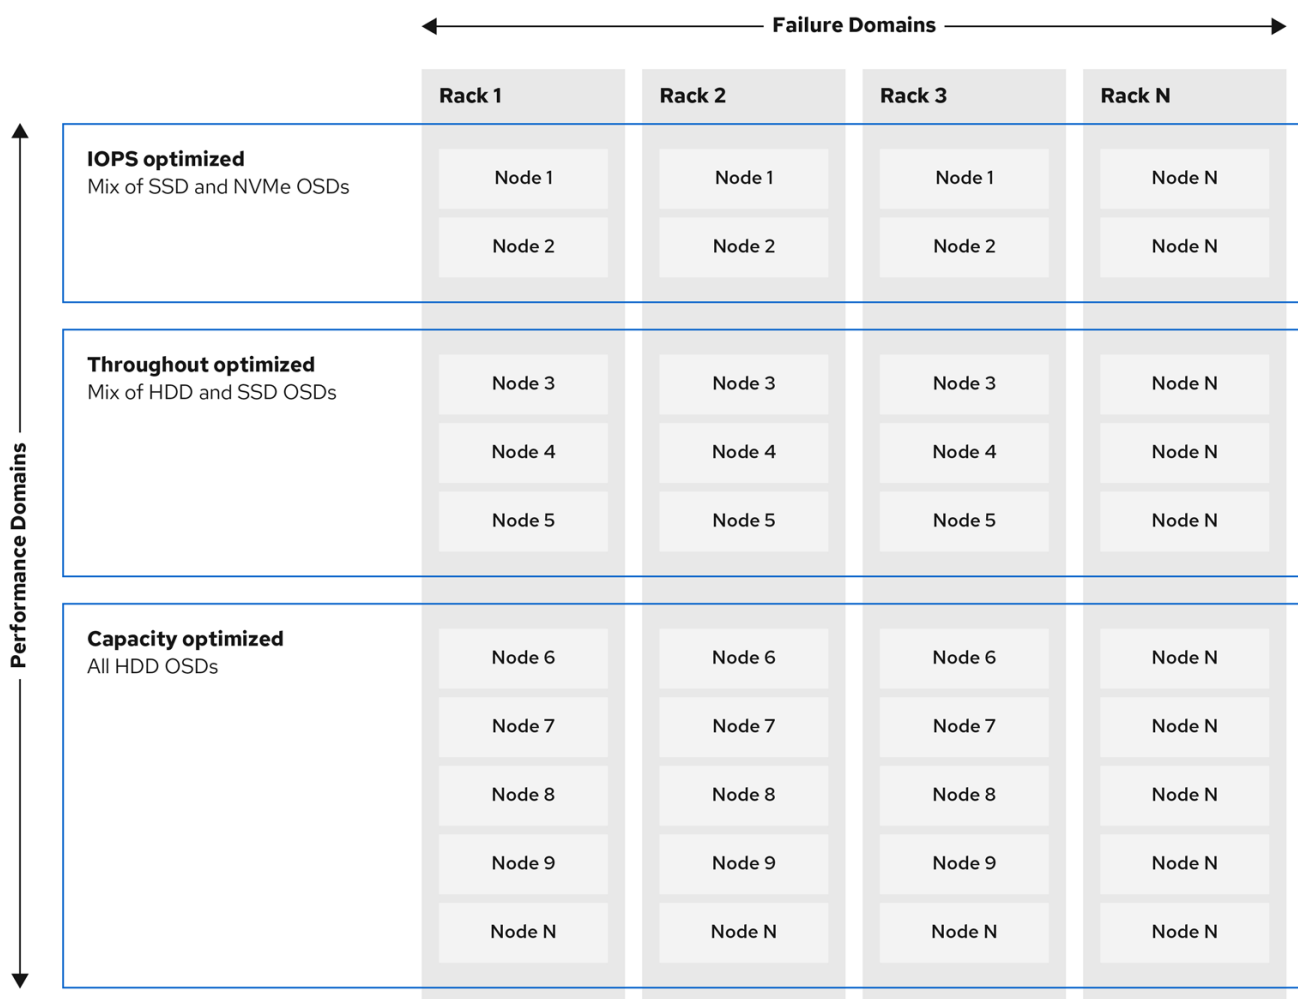 Failure Domains
Rack 1
Rack 2
Rack 3
Rack N
Performance Domains
IOPS optimized
Mix of SSD and NVMe OSDs
Node 1
Node 1
Node 1
Node N
Node 2
Node 2
Node 2
Node N
Throughout optimized
Mix of HDD and SSD OSDs
Node 3
Node 3
Node 3
Node N
Node 4
Node 4
Node 4
Node N
Node 5
Node 5
Node 5
Node N
Capacity optimized
All HDD OSDs
Node 6
Node 6
Node 6
Node N
Node 7
Node 7
Node 7
Node N
Node 8
Node 8
Node 8
Node N
Node 9
Node 9
Node 9
Node N
Node N
Node N
Node N
Node N